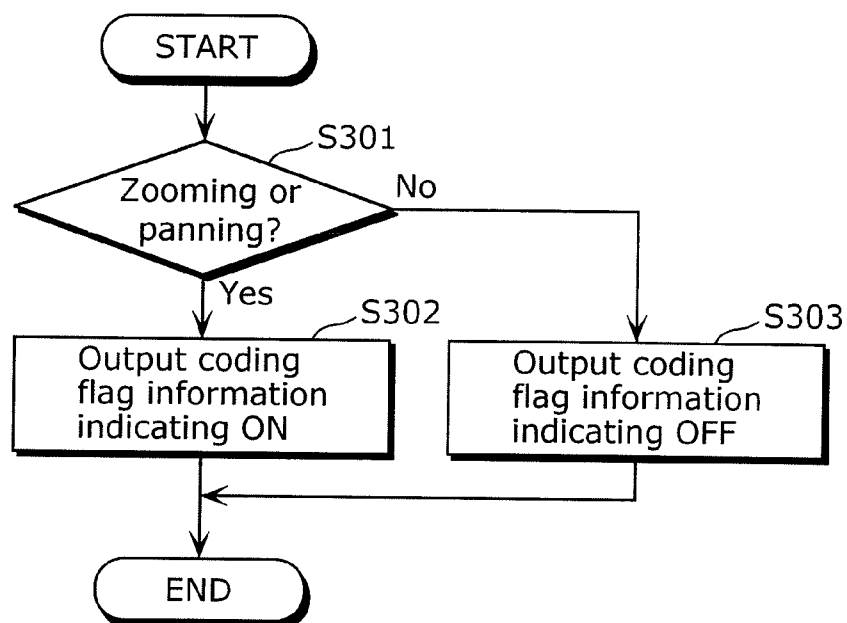 START
S301
Zooming or
panning?
No
Yes
S302
Output coding
flag information
indicating ON
S303
Output coding
flag information
indicating OFF
END